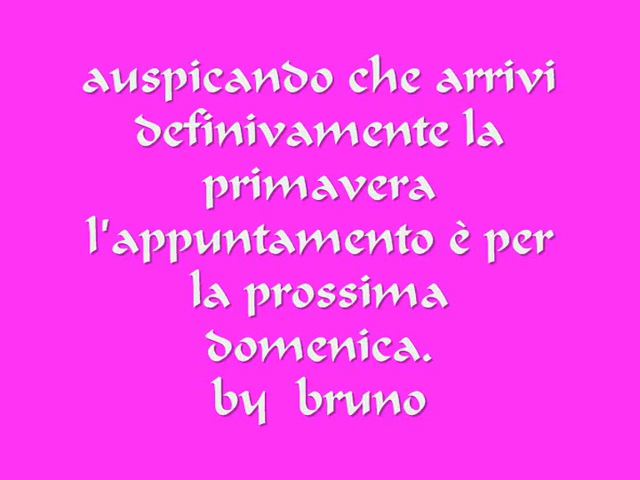 auspicando che arrivi
definivamente la
primavera
l'appuntamento è per
la prossima
domenica.
by bruno